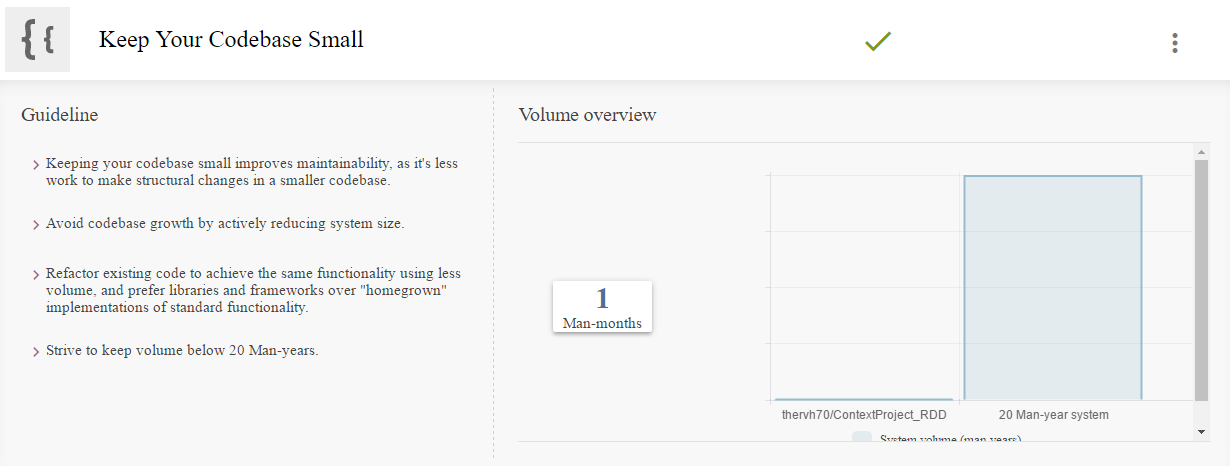 Keep Your Codebase Small
Guideline
Keeping your codebase small improves maintainability, as it's less
work to make structural changes in a smaller codebase.
Avoid codebase growth by actively reducing system size.
Refactor existing code to achieve the same functionality using less
volume, and prefer libraries and frameworks over "homegrown"
implementations of standard functionality.
Strive to keep volume below 20 Man-years.
Volume overview
1
Man-months
thervh70/ContextProject_RDD
20 Man-year system
System volume (man years)